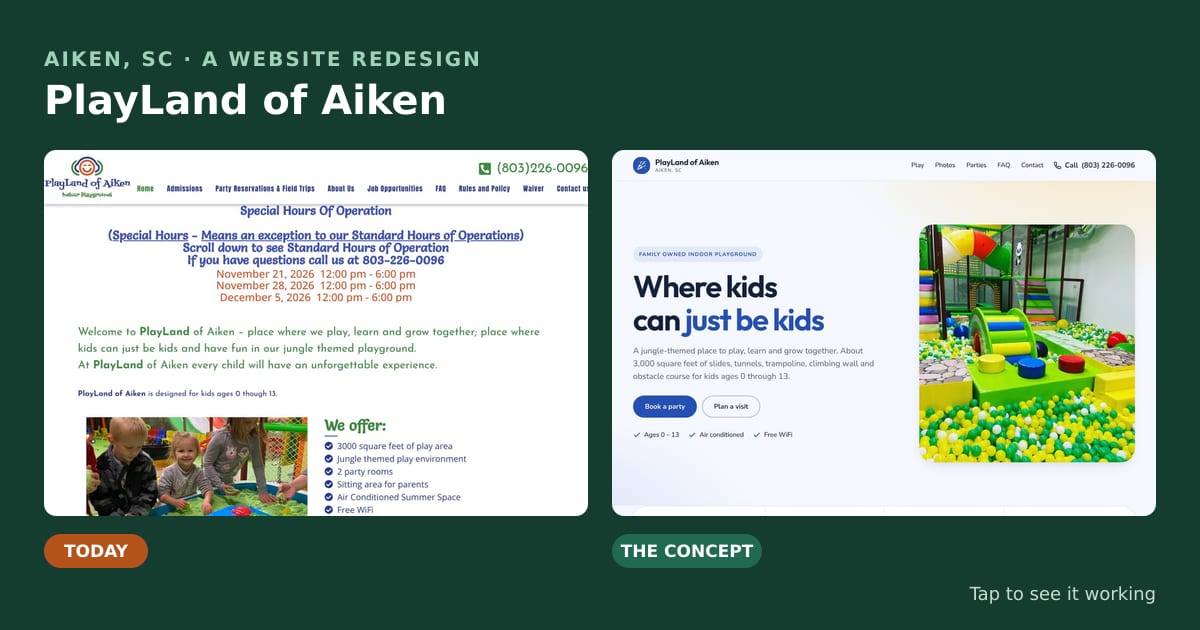 AIKEN, SC · A WEBSITE REDESIGN
PlayLand of Aiken
PlayLand of Aiken
Indoor Playground
(803)226-0096
Home Admissions Party Reservations & Field Trips About Us Job Opportunities FAQ Rules and Policy Waiver Contact us
Special Hours Of Operation
(Special Hours – Means an exception to our Standard Hours of Operations)
Scroll down to see Standard Hours of Operation
If you have questions call us at 803-226-0096
November 21, 2026 12:00 pm - 6:00 pm
November 28, 2026 12:00 pm - 6:00 pm
December 5, 2026 12:00 pm - 6:00 pm
Welcome to PlayLand of Aiken – place where we play, learn and grow together; place where
kids can just be kids and have fun in our jungle themed playground.
At PlayLand of Aiken every child will have an unforgettable experience.
PlayLand of Aiken is designed for kids ages 0 though 13.
We offer:
3000 square feet of play area
Jungle themed play environment
2 party rooms
Sitting area for parents
Air Conditioned Summer Space
Free WiFi
TODAY
PlayLand of Aiken
AIKEN, SC
Play Photos Parties FAQ Contact Call (803) 226-0096
FAMILY OWNED INDOOR PLAYGROUND
Where kids
can just be kids
A jungle-themed place to play, learn and grow together. About
3,000 square feet of slides, tunnels, trampoline, climbing wall and
obstacle course for kids ages 0 through 13.
Book a party Plan a visit
Ages 0 – 13 Air conditioned Free WiFi
THE CONCEPT
Tap to see it working